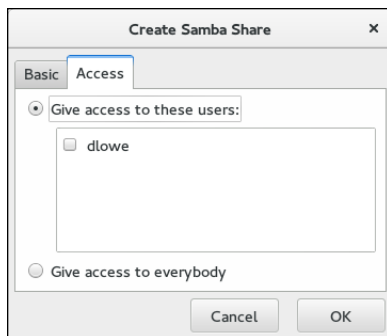 Create Samba Share ×
Basic Access
Give access to these users:
dlowe
Give access to everybody
Cancel OK